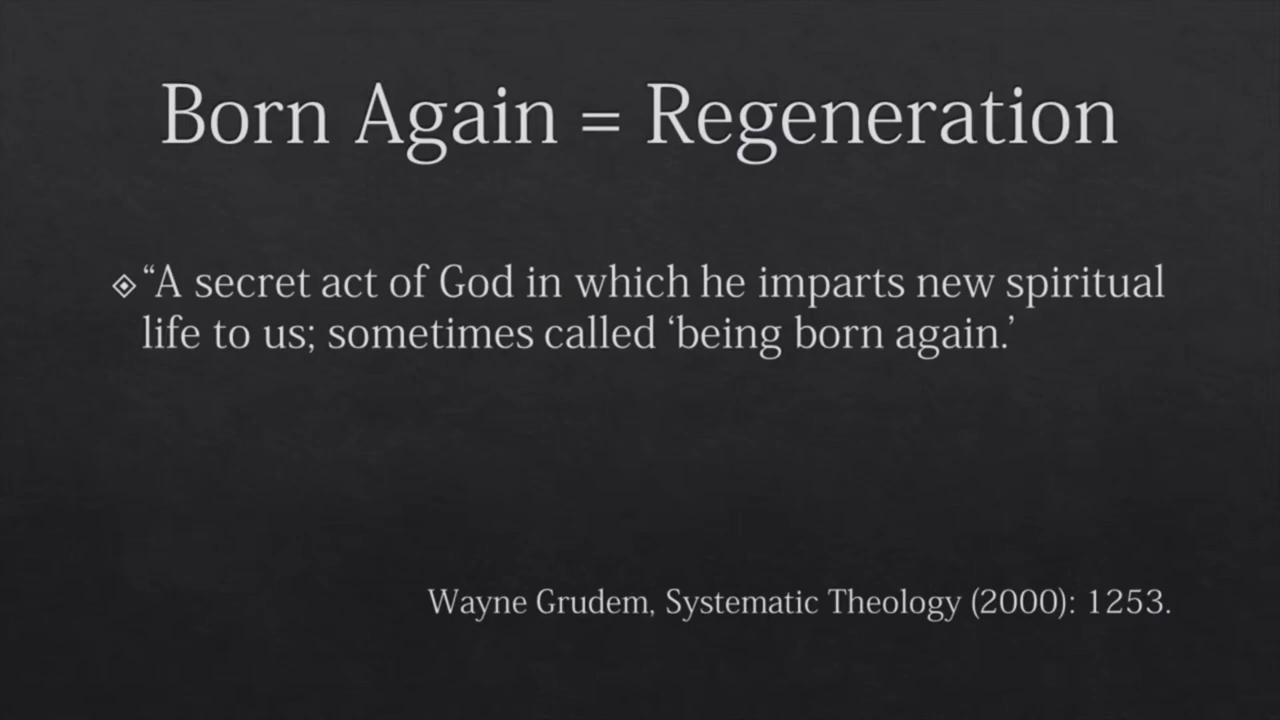 Born Again = Regeneration
“A secret act of God in which he imparts new spiritual
life to us; sometimes called ‘being born again.’
Wayne Grudem, Systematic Theology (2000): 1253.